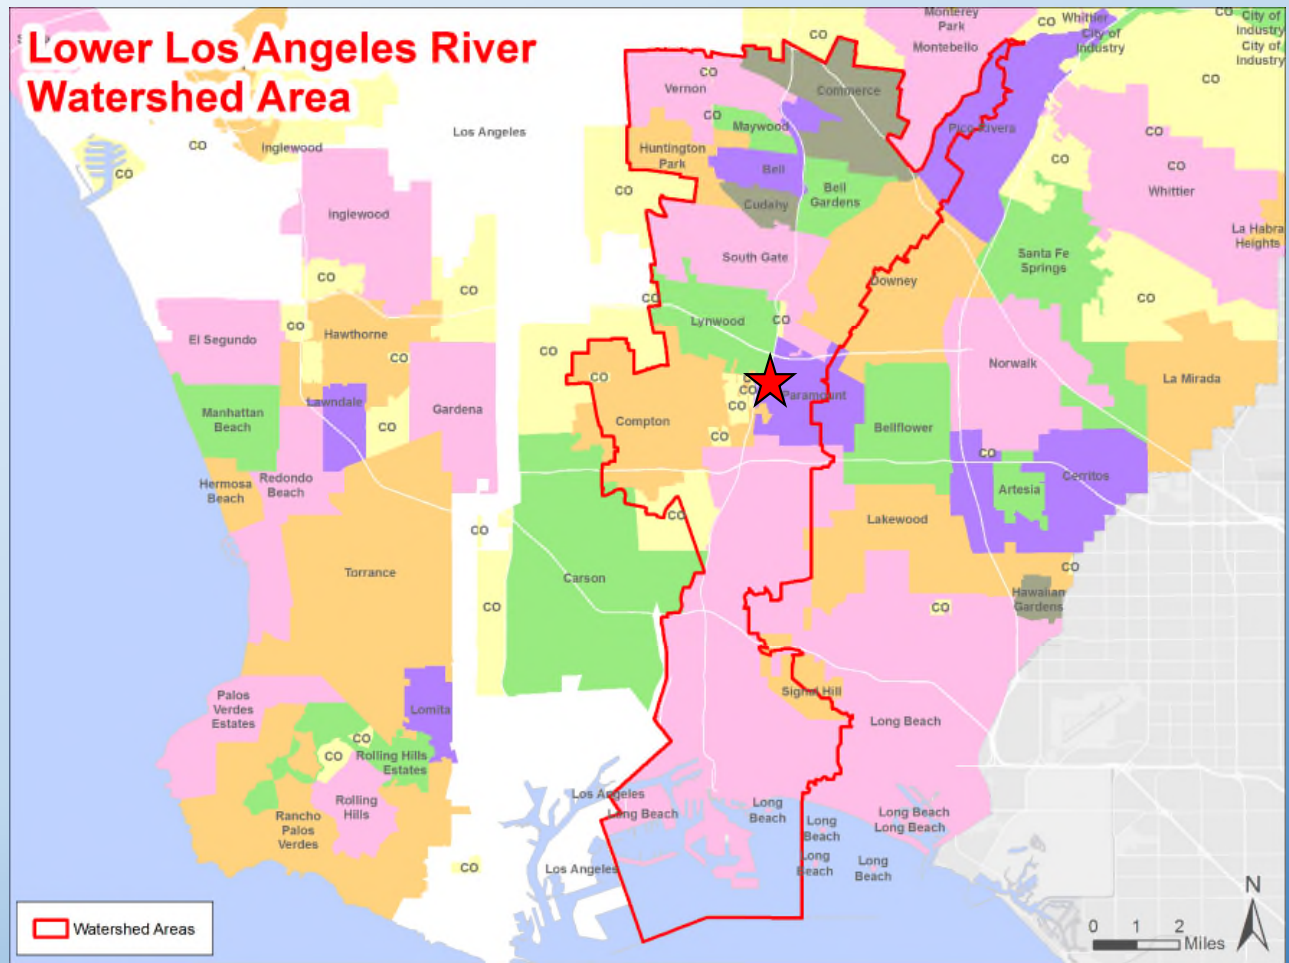 Lower Los Angeles River
Watershed Area
Monterey
Park
Montebello
CO
Whittier
City of
Industry
CO
City of
Industry
City of
Industry
CO
CO
Commerce
Vernon
CO
CO
Maywood
Los Angeles
CO
Inglewood
CO
Huntington
Park
Bell
Pico Rivera
CO
CO
CO
Whittier
CO
Bell
Gardens
Cudahy
Inglewood
La Habra
Heights
South Gate
Santa Fe
Springs
CO
CO
Downey
CO
CO
CO
Lynwood
CO
El Segundo
Hawthorne
CO
CO
CO
Norwalk
La Mirada
CO
CO
CO
Paramount
Lawndale
Gardena
Manhattan
Beach
CO
Compton
CO
Bellflower
CO
Redondo
Beach
Hermosa
Beach
Cerritos
Artesia
CO
CO
Lakewood
Torrance
Carson
CO
Hawaiian
Gardens
CO
CO
Palos
Verdes
Estates
Lomita
Signal Hill
Long Beach
CO
CO
Rolling Hills
Estates
Rolling
Hills
Rancho
Palos
Verdes
Los Angeles
Long Beach
Long
Beach
Long
Beach
Long Beach
Long Beach
Long
Beach
Long
Beach
CO
Los Angeles
Watershed Areas
N
0 1 2
Miles